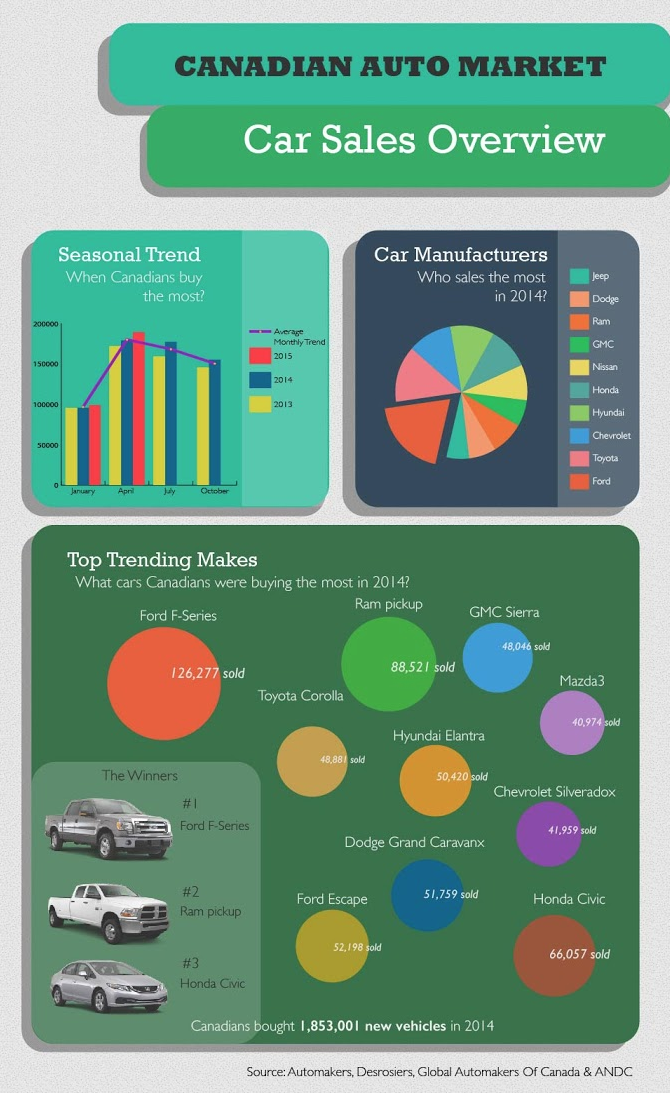 CANADIAN AUTO MARKET
Car Sales Overview
Seasonal Trend
When Canadians buy
the most?
200000
150000
100000
50000
0
January
April
July
October
Average
Monthly Trend
2015
2014
2013
Car Manufacturers
Who sales the most
in 2014?
Jeep
Dodge
Ram
GMC
Nissan
Honda
Hyundai
Chevrolet
Toyota
Ford
Top Trending Makes
What cars Canadians were buying the most in 2014?
Ford F-Series
126,277 sold
Ram pickup
88,521 sold
GMC Sierra
48,046 sold
Toyota Corolla
48,881 sold
Mazda3
40,974 sold
Hyundai Elantra
50,420 sold
Chevrolet Silveradox
41,959 sold
Dodge Grand Caravanx
51,759 sold
Ford Escape
52,198 sold
Honda Civic
66,057 sold
The Winners
#1
Ford F-Series
#2
Ram pickup
#3
Honda Civic
Canadians bought 1,853,001 new vehicles in 2014
Source: Automakers, Desrosiers, Global Automakers Of Canada & ANDC